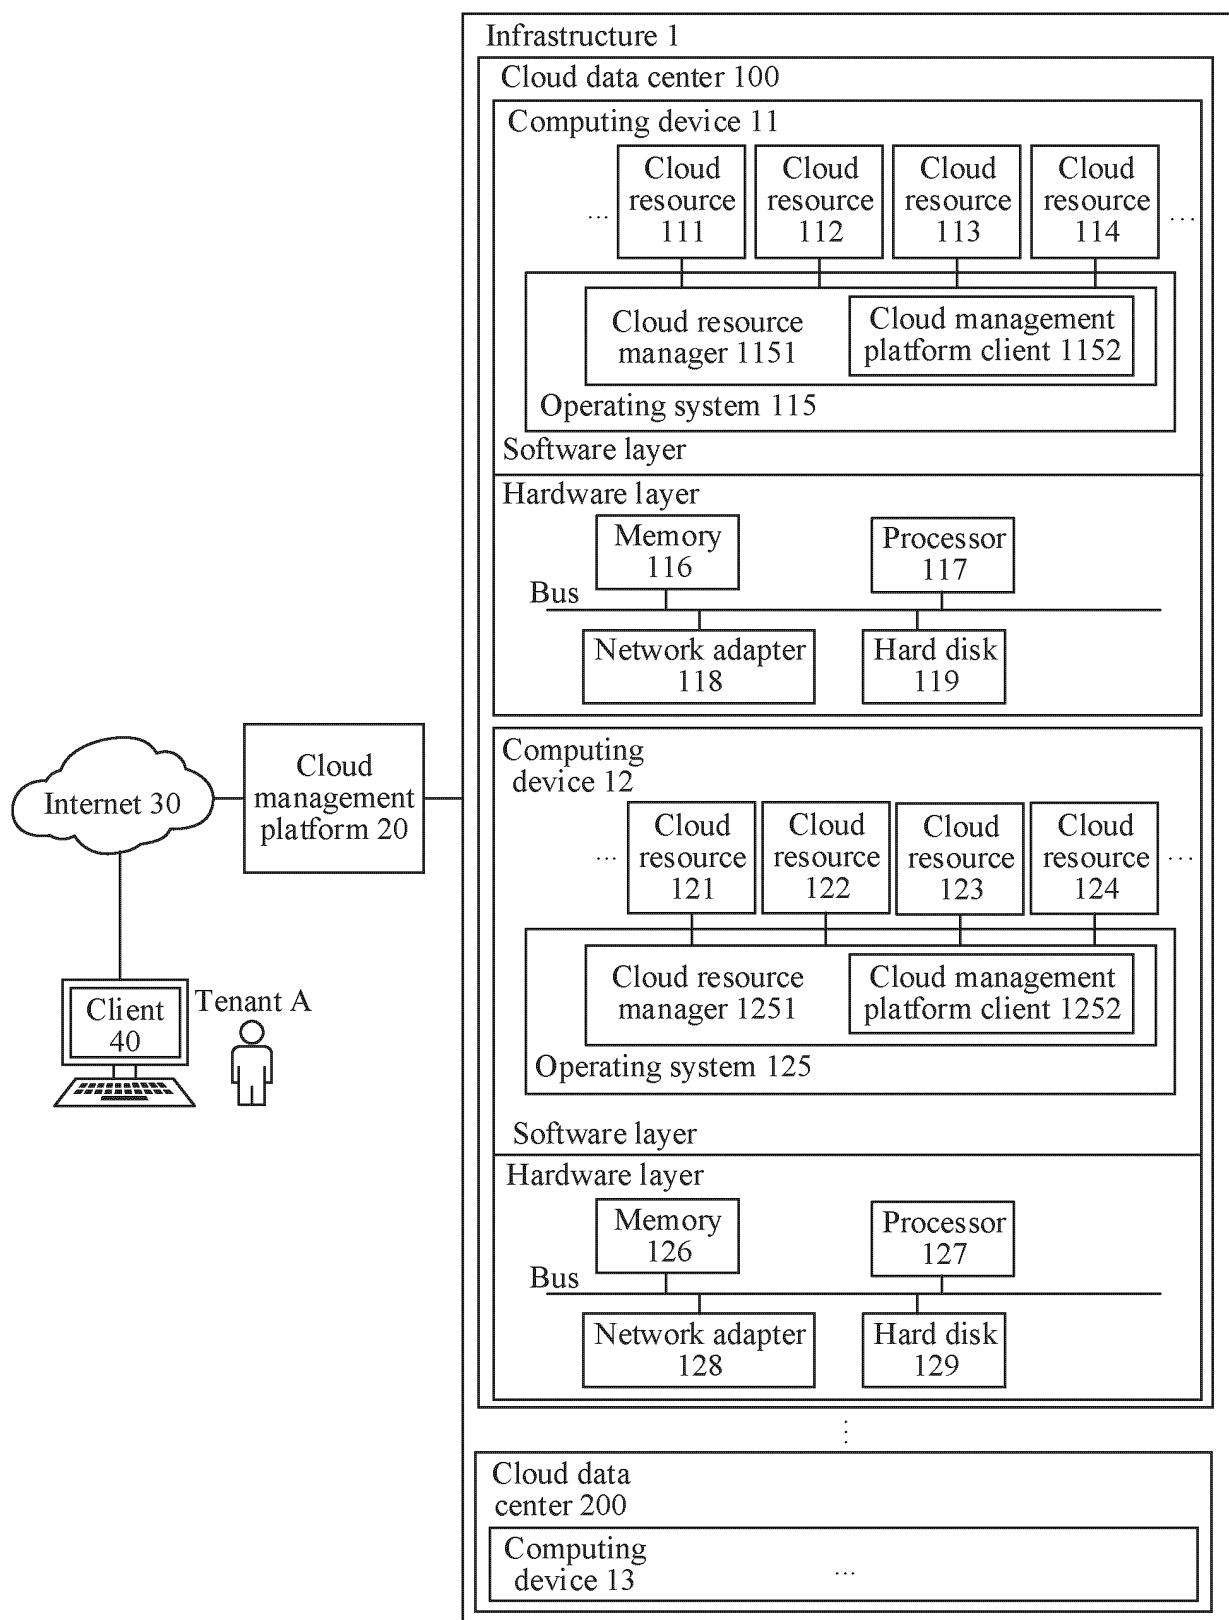 Infrastructure 1
Cloud data center 100
Computing device 11
Cloud
resource
111
Cloud
resource
112
Cloud
resource
113
Cloud
resource
114
...
...
Cloud resource
manager 1151
Cloud management
platform client 1152
Operating system 115
Software layer
Hardware layer
Memory
116
Processor
117
Bus
Network adapter
118
Hard disk
119
Internet 30
Cloud
management
platform 20
Client
40
Tenant A
Computing
device 12
...
Cloud
resource
121
Cloud
resource
122
Cloud
resource
123
Cloud
resource
124
...
Cloud resource
manager 1251
Cloud management
platform client 1252
Operating system 125
Software layer
Hardware layer
Memory
126
Processor
127
Bus
Network adapter
128
Hard disk
129
...
Cloud data
center 200
Computing
device 13
...